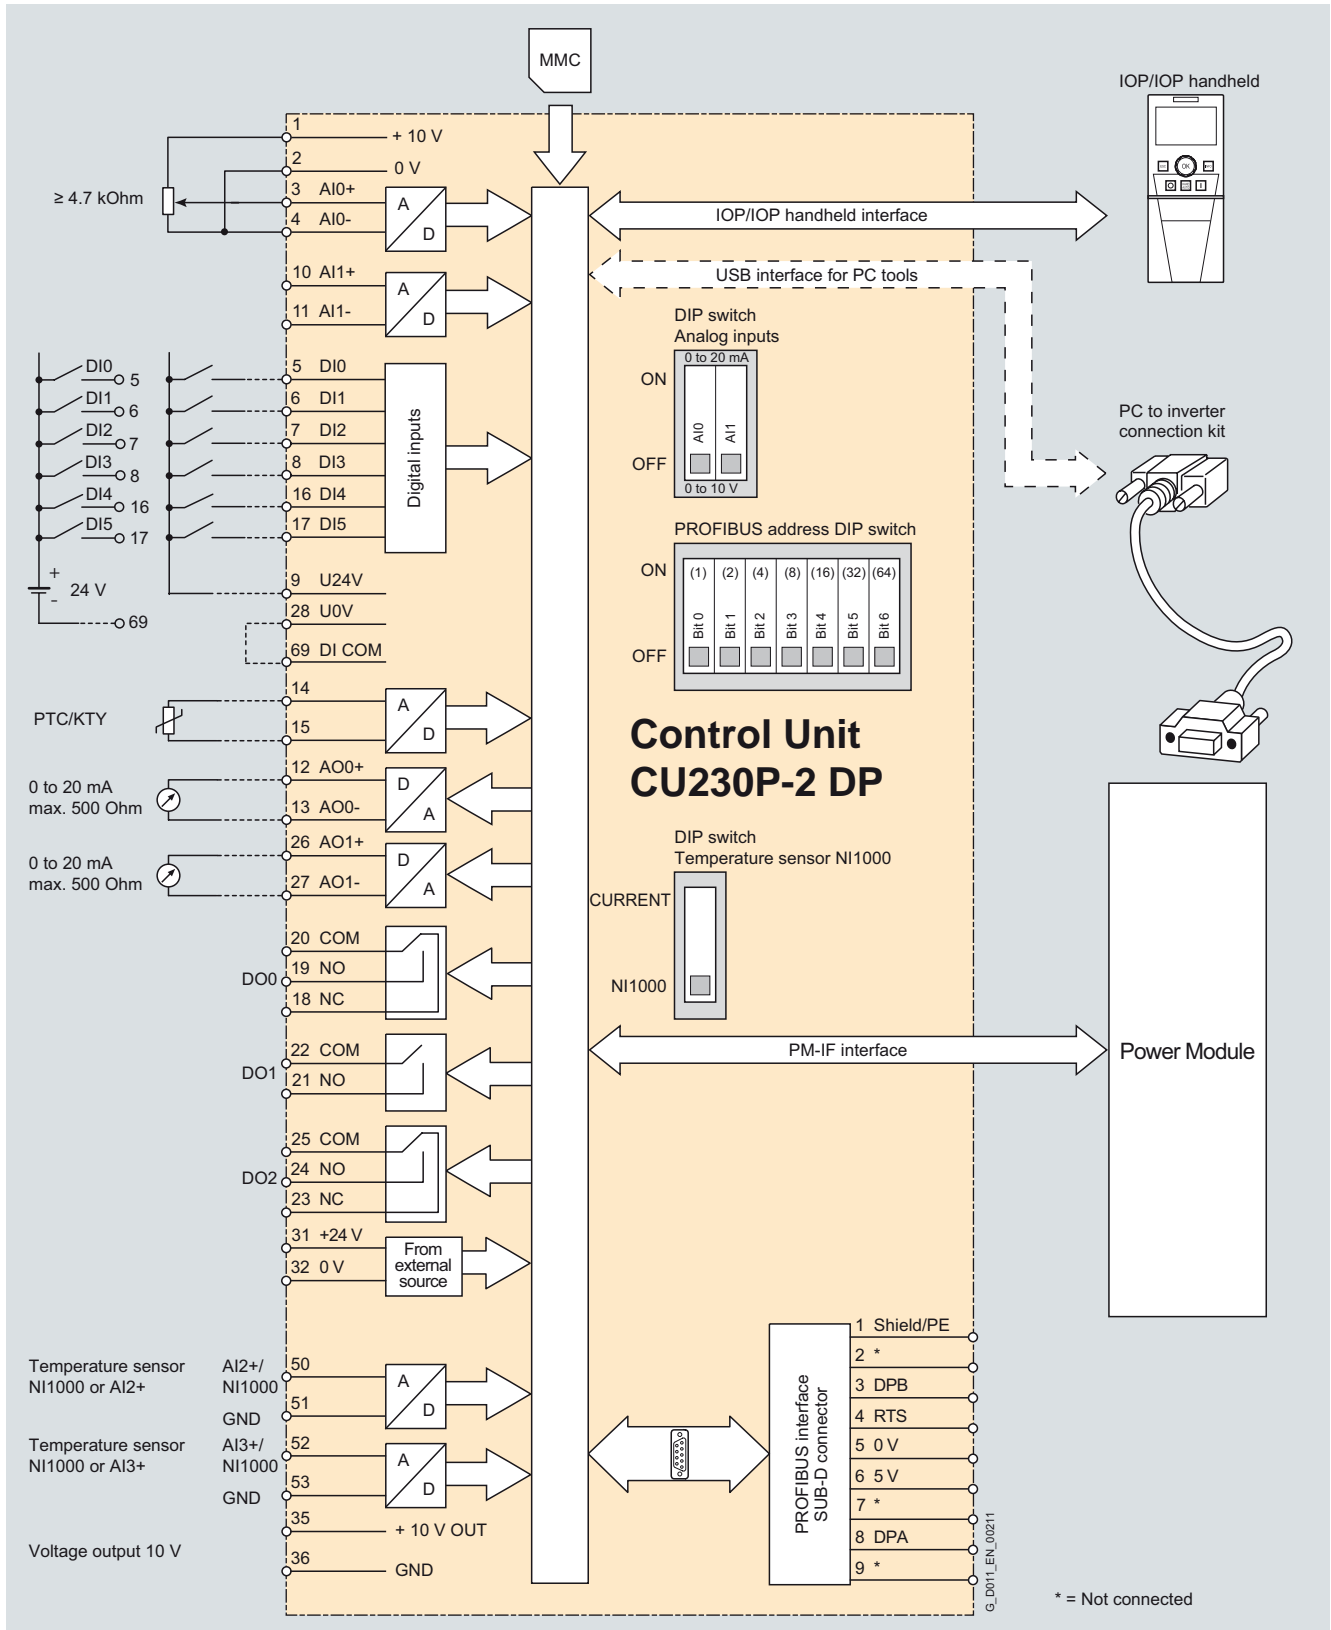 MMC
IOP/IOP handheld
1
+ 10 V
2
0 V
≥ 4.7 kOhm
3 AI0+
4 AI0-
A
D
OK
IOP/IOP handheld interface
10 AI1+
11 AI1-
A
D
USB interface for PC tools
DIP switch
Analog inputs
0 to 20 mA
ON
AI0
AI1
OFF
0 to 10 V
DI0
5
DI1
6
DI2
7
DI3
8
DI4
16
DI5
17
5 DI0
6 DI1
7 DI2
8 DI3
16 DI4
17 DI5
Digital inputs
PC to inverter
connection kit
PROFIBUS address DIP switch
ON
(1) (2) (4) (8) (16) (32) (64)
Bit 0
Bit 1
Bit 2
Bit 3
Bit 4
Bit 5
Bit 6
OFF
+
24 V
-
69
9 U24V
28 U0V
69 DI COM
PTC/KTY
14
15
A
D
Control Unit
CU230P-2 DP
0 to 20 mA
max. 500 Ohm
12 AO0+
13 AO0-
D
A
0 to 20 mA
max. 500 Ohm
26 AO1+
27 AO1-
D
A
DIP switch
Temperature sensor NI1000
CURRENT
NI1000
DO0
20 COM
19 NO
18 NC
DO1
22 COM
21 NO
PM-IF interface
Power Module
DO2
25 COM
24 NO
23 NC
31 +24 V
32 0 V
From
external
source
Temperature sensor
NI1000 or AI2+
AI2+/
NI1000
GND
50
51
A
D
Temperature sensor
NI1000 or AI3+
AI3+/
NI1000
GND
52
53
A
D
Voltage output 10 V
35
+ 10 V OUT
36
GND
PROFIBUS interface
SUB-D connector
1 Shield/PE
2 *
3 DPB
4 RTS
5 0 V
6 5 V
7 *
8 DPA
9 *
G_D011_EN_00211
* = Not connected